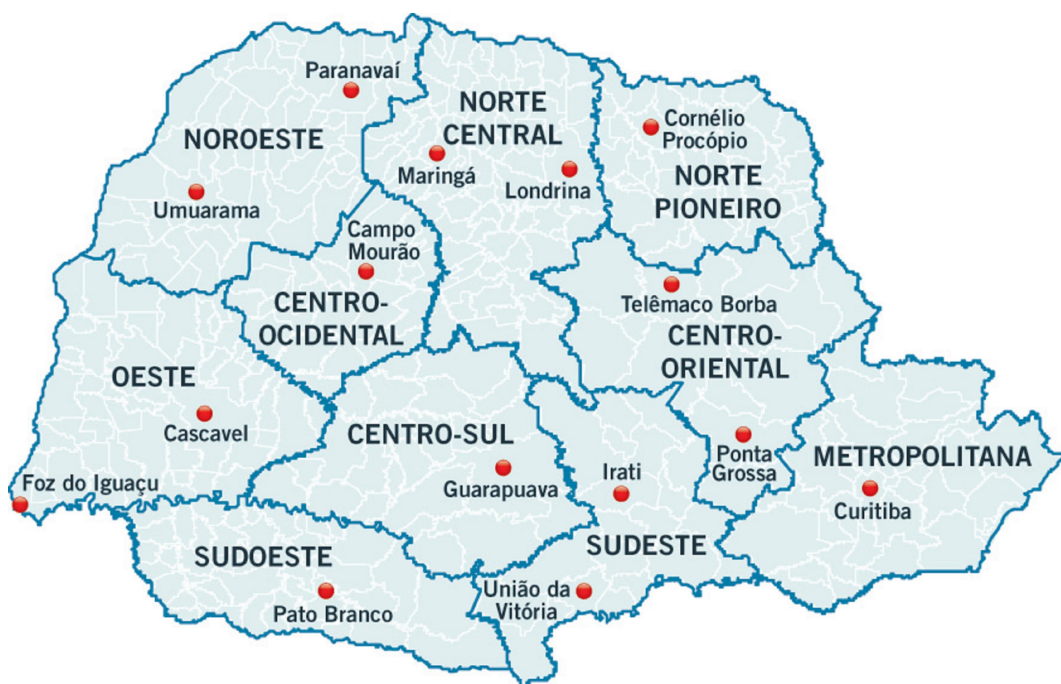 Paranavaí
NOROESTE
Umuarama
NORTE
CENTRAL
Maringá
Londrina
Cornélio
Procópio
NORTE
PIONEIRO
Campo
Mourão
CENTRO-
OCIDENTAL
Telêmaco Borba
CENTRO-
ORIENTAL
Ponta
Grossa
OESTE
Cascavel
Foz do Iguaçu
CENTRO-SUL
Guarapuava
Irati
SUDESTE
União da
Vitória
METROPOLITANA
Curitiba
SUDOESTE
Pato Branco